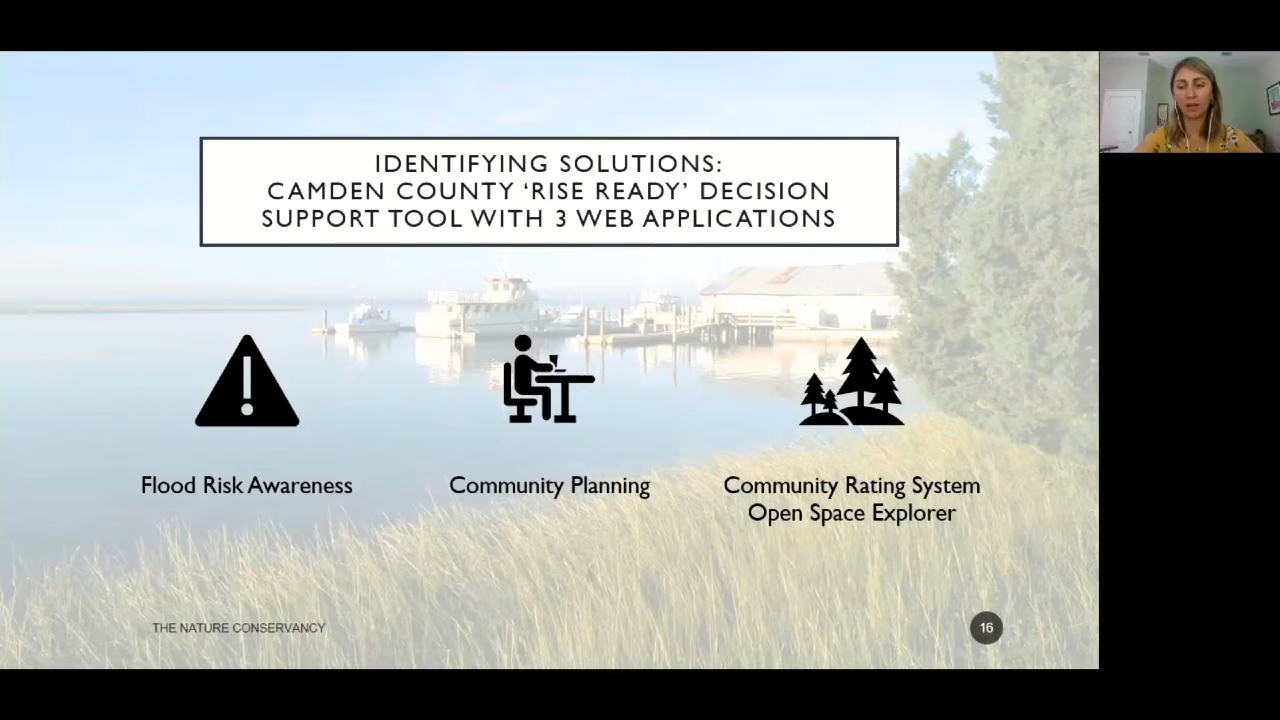 IDENTIFYING SOLUTIONS:
CAMDEN COUNTY ‘RISE READY’ DECISION
SUPPORT TOOL WITH 3 WEB APPLICATIONS
Flood Risk Awareness
Community Planning
Community Rating System
Open Space Explorer
THE NATURE CONSERVANCY
16